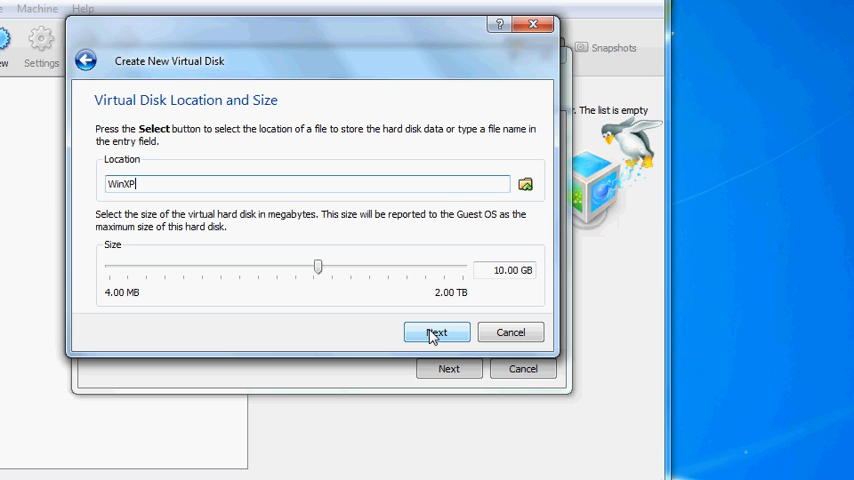 Machine Help
Settings
Snapshots
Create New Virtual Disk
Virtual Disk Location and Size
. The list is empty
Press the Select button to select the location of a file to store the hard disk data or type a file name in
the entry field.
Location
WinXP
Select the size of the virtual hard disk in megabytes. This size will be reported to the Guest OS as the
maximum size of this hard disk.
Size
10.00 GB
4.00 MB 2.00 TB
Next Cancel
Next Cancel